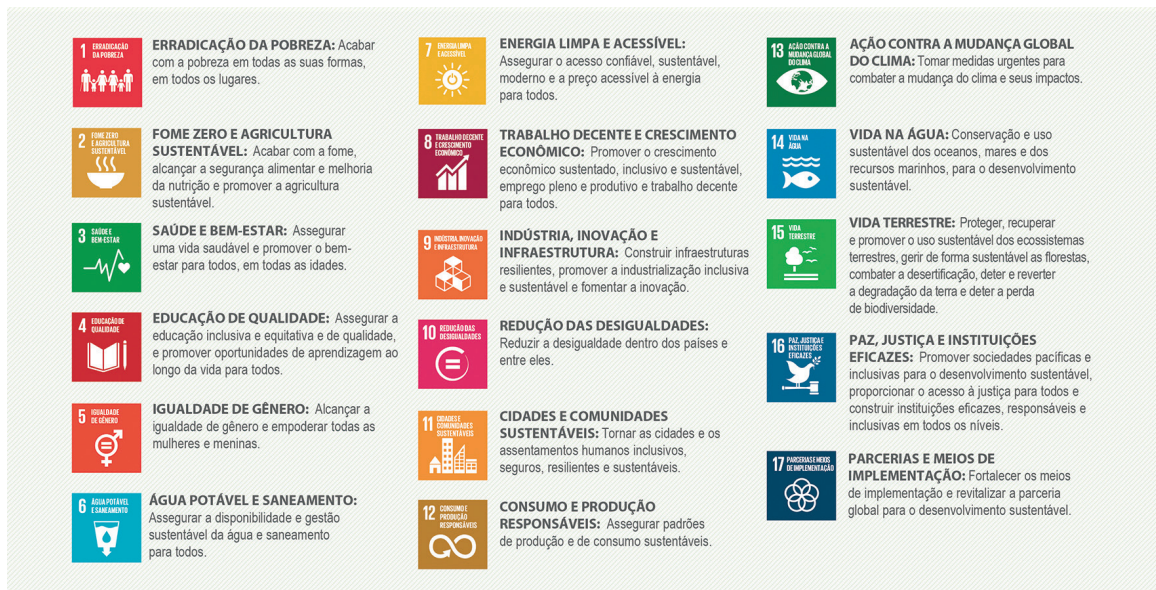 1 ERRADICAÇÃO
DA POBREZA
ERRADICAÇÃO DA POBREZA: Acabar
com a pobreza em todas as suas formas,
em todos os lugares.
2 FOME ZERO
E AGRICULTURA
SUSTENTÁVEL
FOME ZERO E AGRICULTURA
SUSTENTÁVEL: Acabar com a fome,
alcançar a segurança alimentar e melhoria
da nutrição e promover a agricultura
sustentável.
3 SAÚDE E
BEM-ESTAR
SAÚDE E BEM-ESTAR: Assegurar
uma vida saudável e promover o bem-
estar para todos, em todas as idades.
4 EDUCAÇÃO DE
QUALIDADE
EDUCAÇÃO DE QUALIDADE: Assegurar a
educação inclusiva e equitativa e de qualidade,
e promover oportunidades de aprendizagem ao
longo da vida para todos.
5 IGUALDADE
DE GÊNERO
IGUALDADE DE GÊNERO: Alcançar a
igualdade de gênero e empoderar todas as
mulheres e meninas.
6 ÁGUA POTÁVEL
E SANEAMENTO
ÁGUA POTÁVEL E SANEAMENTO:
Assegurar a disponibilidade e gestão
sustentável da água e saneamento
para todos.
7 ENERGIA LIMPA
E ACESSÍVEL
ENERGIA LIMPA E ACESSÍVEL:
Assegurar o acesso confiável, sustentável,
moderno e a preço acessível à energia
para todos.
8 TRABALHO DECENTE
E CRESCIMENTO
ECONÔMICO
TRABALHO DECENTE E CRESCIMENTO
ECONÔMICO: Promover o crescimento
econômico sustentado, inclusivo e sustentável,
emprego pleno e produtivo e trabalho decente
para todos.
9 INDÚSTRIA, INOVAÇÃO
E INFRAESTRUTURA
INDÚSTRIA, INOVAÇÃO E
INFRAESTRUTURA: Construir infraestruturas
resilientes, promover a industrialização inclusiva
e sustentável e fomentar a inovação.
10 REDUÇÃO DAS
DESIGUALDADES
REDUÇÃO DAS DESIGUALDADES:
Reduzir a desigualdade dentro dos países e
entre eles.
11 CIDADES E
COMUNIDADES
SUSTENTÁVEIS
CIDADES E COMUNIDADES
SUSTENTÁVEIS: Tornar as cidades e os
assentamentos humanos inclusivos,
seguros, resilientes e sustentáveis.
12 CONSUMO E
PRODUÇÃO
RESPONSÁVEIS
CONSUMO E PRODUÇÃO
RESPONSÁVEIS: Assegurar padrões
de produção e de consumo sustentáveis.
13 AÇÃO CONTRA A
MUDANÇA GLOBAL
DO CLIMA
AÇÃO CONTRA A MUDANÇA GLOBAL
DO CLIMA: Tomar medidas urgentes para
combater a mudança do clima e seus impactos.
14 VIDA NA
ÁGUA
VIDA NA ÁGUA: Conservação e uso
sustentável dos oceanos, mares e dos
recursos marinhos, para o desenvolvimento
sustentável.
15 VIDA
TERRESTRE
VIDA TERRESTRE: Proteger, recuperar
e promover o uso sustentável dos ecossistemas
terrestres, gerir de forma sustentável as florestas,
combater a desertificação, deter e reverter
a degradação da terra e deter a perda
de biodiversidade.
16 PAZ, JUSTIÇA E
INSTITUIÇÕES
EFICAZES
PAZ, JUSTIÇA E INSTITUIÇÕES
EFICAZES: Promover sociedades pacíficas e
inclusivas para o desenvolvimento sustentável,
proporcionar o acesso à justiça para todos e
construir instituições eficazes, responsáveis e
inclusivas em todos os níveis.
17 PARCERIAS E MEIOS
DE IMPLEMENTAÇÃO
PARCERIAS E MEIOS DE
IMPLEMENTAÇÃO: Fortalecer os meios
de implementação e revitalizar a parceria
global para o desenvolvimento sustentável.